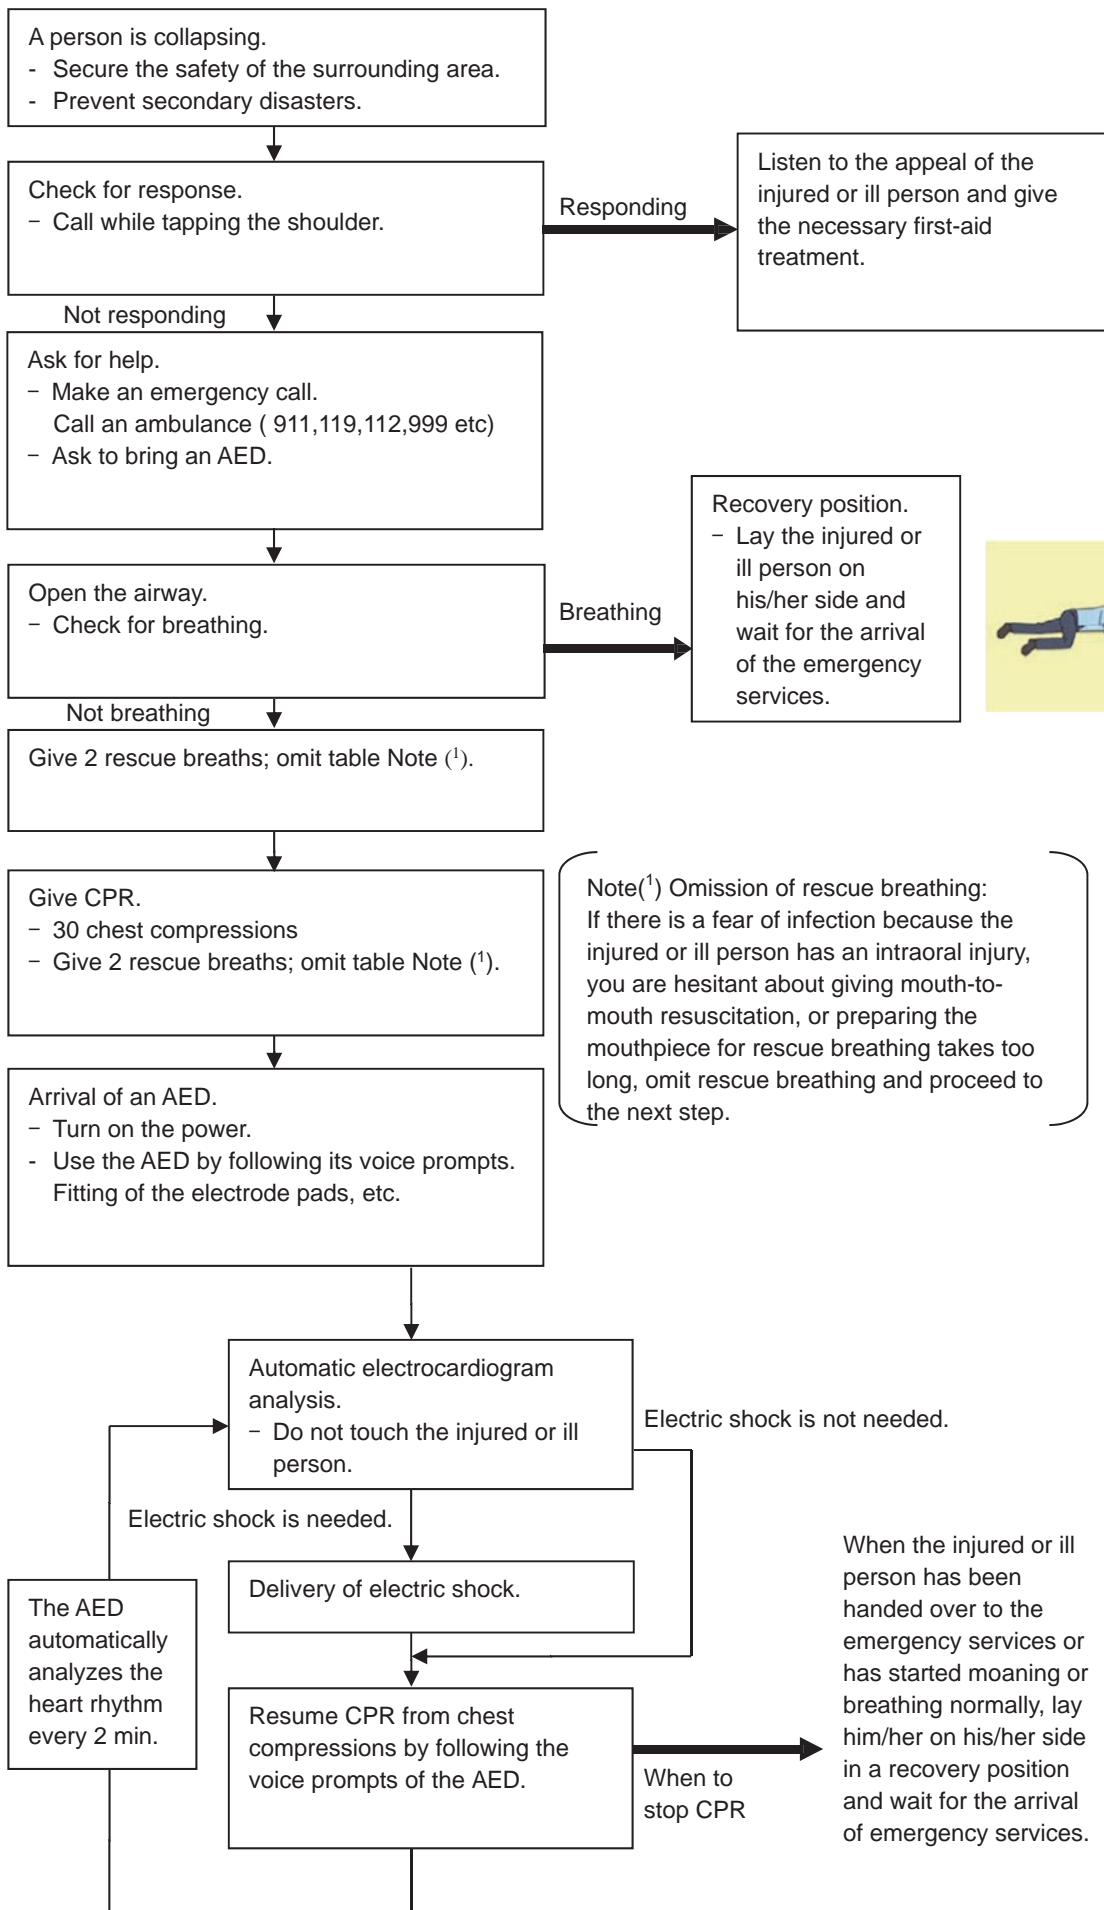 A person is collapsing.
- Secure the safety of the surrounding area.
- Prevent secondary disasters.
Check for response.
− Call while tapping the shoulder.
Responding
Listen to the appeal of the
injured or ill person and give
the necessary first-aid
treatment.
Not responding
Ask for help.
− Make an emergency call.
Call an ambulance ( 911,119,112,999 etc)
− Ask to bring an AED.
Open the airway.
− Check for breathing.
Breathing
Recovery position.
− Lay the injured or
ill person on
his/her side and
wait for the arrival
of the emergency
services.
Not breathing
Give 2 rescue breaths; omit table Note (¹).
Give CPR.
− 30 chest compressions
− Give 2 rescue breaths; omit table Note (¹).
Note(¹) Omission of rescue breathing:
If there is a fear of infection because the
injured or ill person has an intraoral injury,
you are hesitant about giving mouth-to-
mouth resuscitation, or preparing the
mouthpiece for rescue breathing takes too
long, omit rescue breathing and proceed to
the next step.
Arrival of an AED.
− Turn on the power.
- Use the AED by following its voice prompts.
Fitting of the electrode pads, etc.
Automatic electrocardiogram
analysis.
− Do not touch the injured or ill
person.
Electric shock is not needed.
Electric shock is needed.
Delivery of electric shock.
The AED
automatically
analyzes the
heart rhythm
every 2 min.
Resume CPR from chest
compressions by following the
voice prompts of the AED.
When to
stop CPR
When the injured or ill
person has been
handed over to the
emergency services or
has started moaning or
breathing normally, lay
him/her on his/her side
in a recovery position
and wait for the arrival
of emergency services.